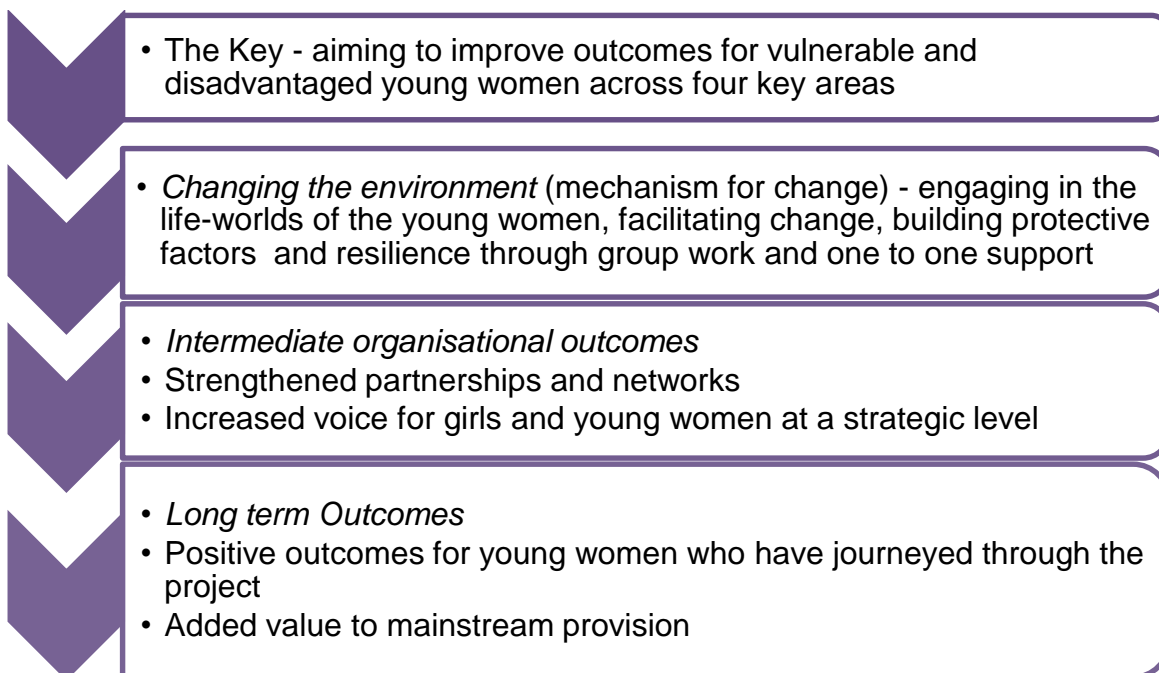 • The Key - aiming to improve outcomes for vulnerable and
disadvantaged young women across four key areas
• Changing the environment (mechanism for change) - engaging in the
life-worlds of the young women, facilitating change, building protective
factors and resilience through group work and one to one support
• Intermediate organisational outcomes
• Strengthened partnerships and networks
• Increased voice for girls and young women at a strategic level
• Long term Outcomes
• Positive outcomes for young women who have journeyed through the
project
• Added value to mainstream provision